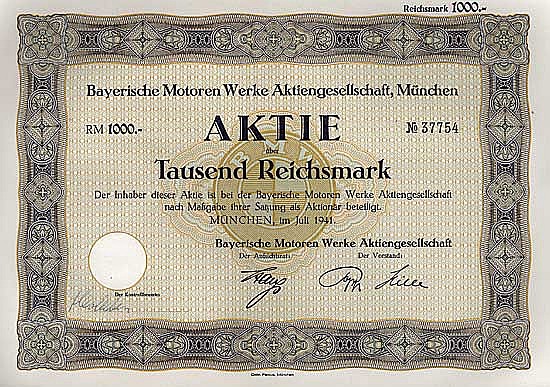 Reichsmark 1000.-
Bayerische Motoren Werke Aktiengesellschaft, München
RM 1000.-
AKTIE
№ 37754
über
Tausend Reichsmark
Der Inhaber dieser Aktie ist bei der Bayerische Motoren Werke Aktiengesellschaft
nach Maßgabe ihrer Satzung als Aktionär beteiligt.
MÜNCHEN, im Juli 1941.
Bayerische Motoren Werke Aktiengesellschaft
Der Aufsichtsrat: Der Vorstand:
Der Kontrollbeamte
München